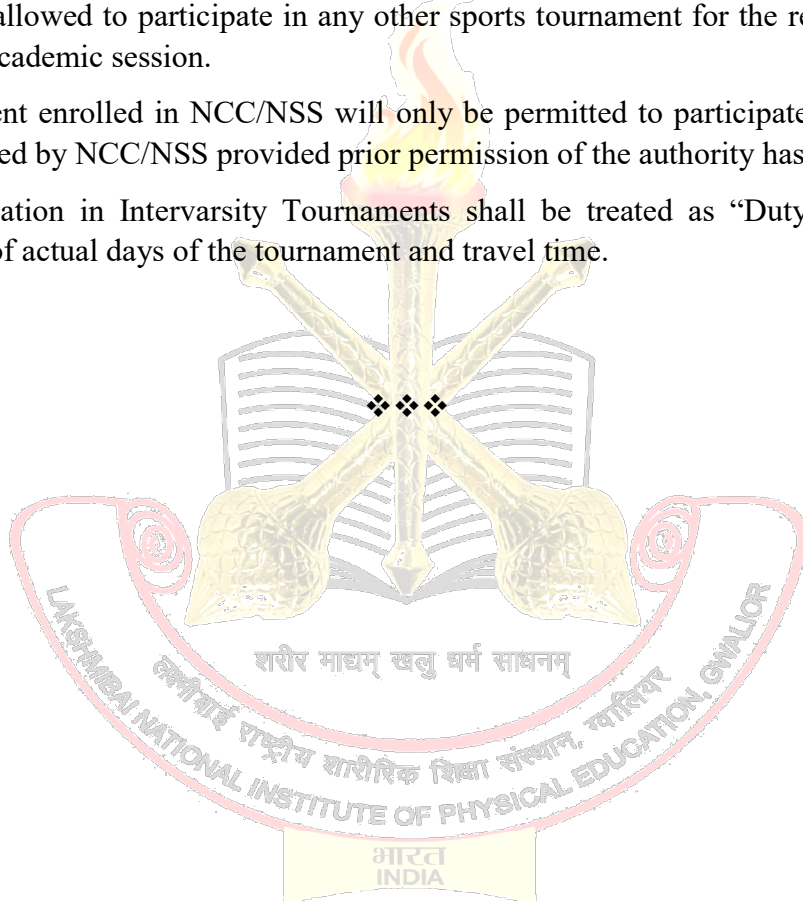 allowed to participate in any other sports tournament for the re
cademic session.
ent enrolled in NCC/NSS will only be permitted to participate
ed by NCC/NSS provided prior permission of the authority has
ation in Intervarsity Tournaments shall be treated as “Duty
of actual days of the tournament and travel time.
शरीर माद्यम् खलु धर्म साधनम्
लक्ष्मीबाई राष्ट्रीय शारीरिक शिक्षा संस्थान, ग्वालियर
LAKSHMIBAI NATIONAL INSTITUTE OF PHYSICAL EDUCATION, GWALIOR
भारत
INDIA